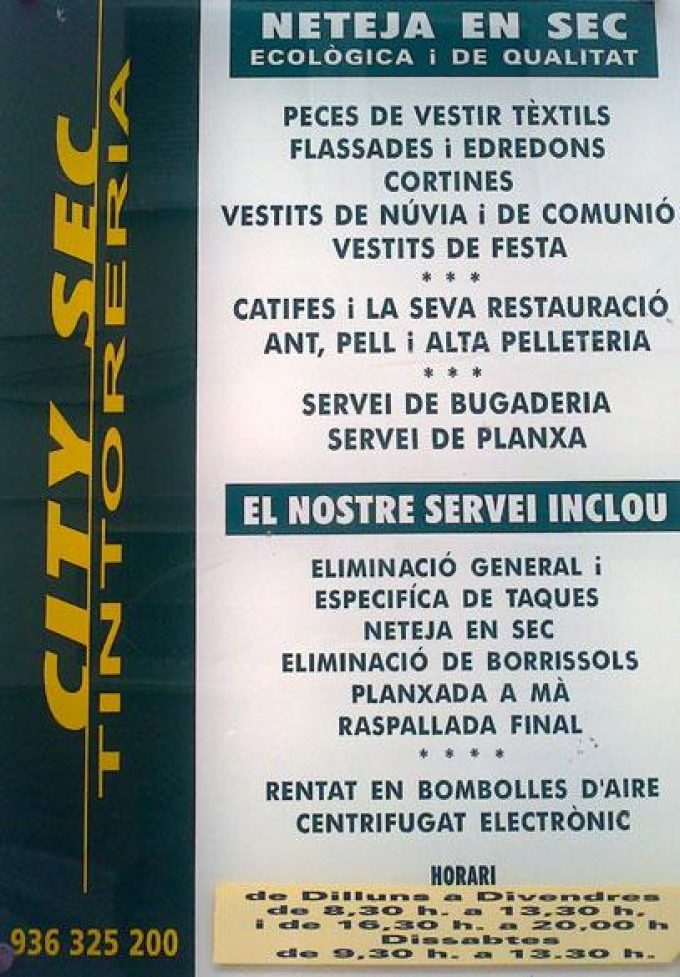 CITY SEC
TINTORERIA
936 325 200
NETEJA EN SEC
ECOLÒGICA i DE QUALITAT
PECES DE VESTIR TÈXTILS
FLASSADES i EDREDONS
CORTINES
VESTITS DE NÚVIA i DE COMUNIÓ
VESTITS DE FESTA
* * *
CATIFES i LA SEVA RESTAURACIÓ
ANT, PELL i ALTA PELLETERIA
* * *
SERVEI DE BUGADERIA
SERVEI DE PLANXA
EL NOSTRE SERVEI INCLOU
ELIMINACIÓ GENERAL i
ESPECIFÍCA DE TAQUES
NETEJA EN SEC
ELIMINACIÓ DE BORRISSOLS
PLANXADA A MÀ
RASPALLADA FINAL
* * * *
RENTAT EN BOMBOLLES D'AIRE
CENTRIFUGAT ELECTRÒNIC
HORARI
de Dilluns a Divendres
de 8,30 h. a 13,30 h.
i de 16,30 h. a 20,00 h
Dissabtes
de 9,30 h. a 13.30 h.